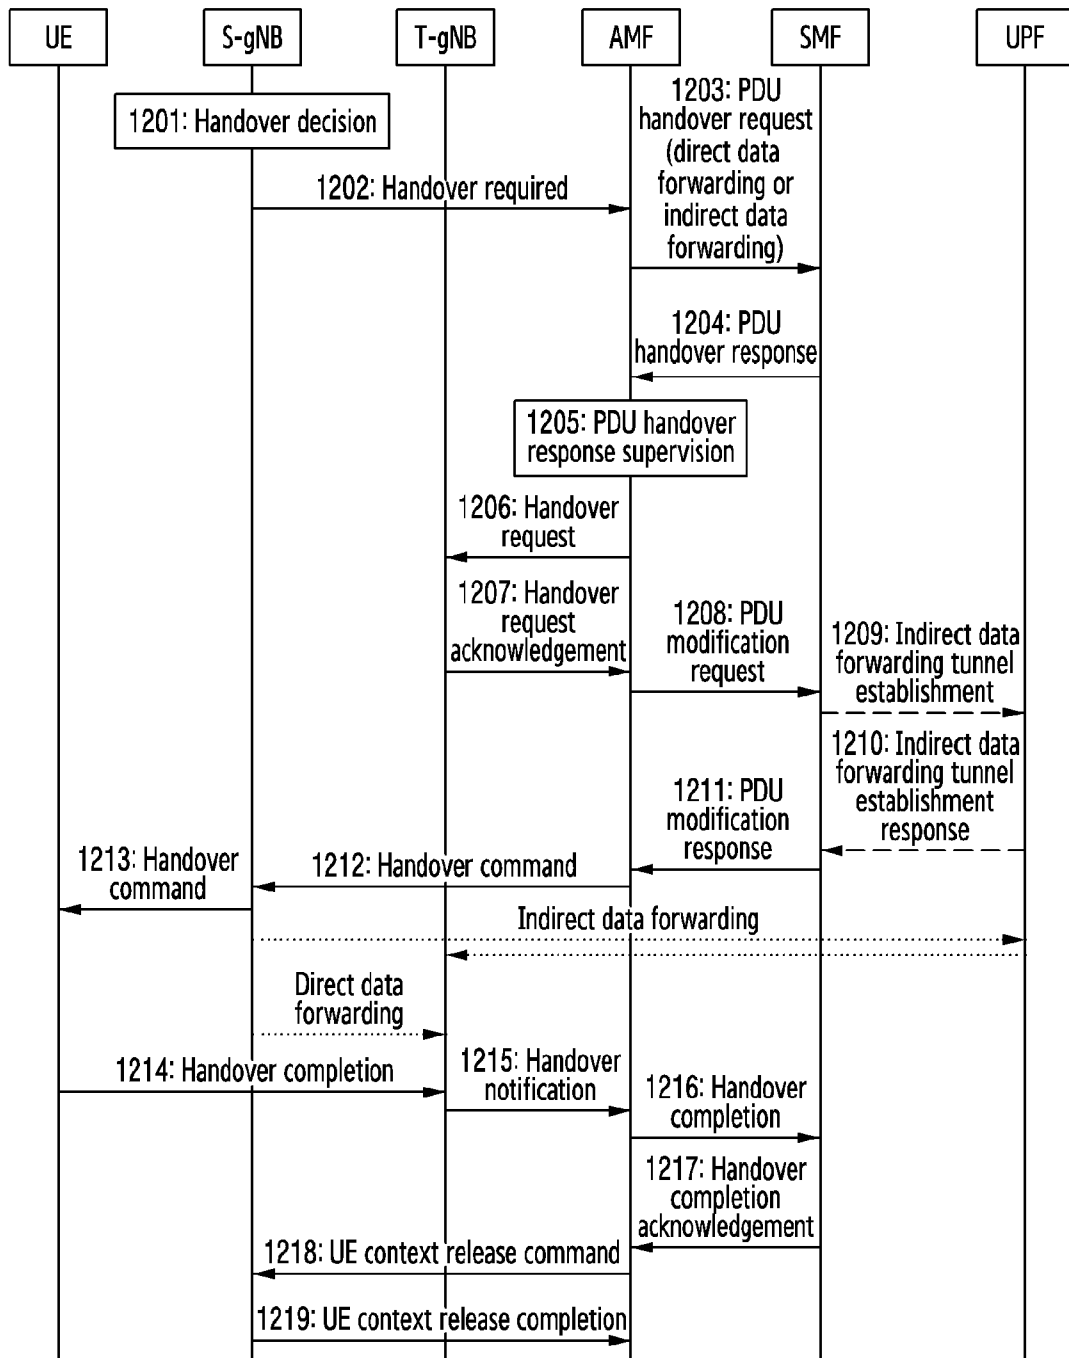 UE
S-gNB
T-gNB
AMF
SMF
UPF
1201: Handover decision
1202: Handover required
1203: PDU
handover request
(direct data
forwarding or
indirect data
forwarding)
1204: PDU
handover response
1205: PDU handover
response supervision
1206: Handover
request
1207: Handover
request
acknowledgement
1208: PDU
modification
request
1209: Indirect data
forwarding tunnel
establishment
1210: Indirect data
forwarding tunnel
establishment
response
1211: PDU
modification
response
1212: Handover command
1213: Handover
command
Indirect data forwarding
Direct data
forwarding
1214: Handover completion
1215: Handover
notification
1216: Handover
completion
1217: Handover
completion
acknowledgement
1218: UE context release command
1219: UE context release completion